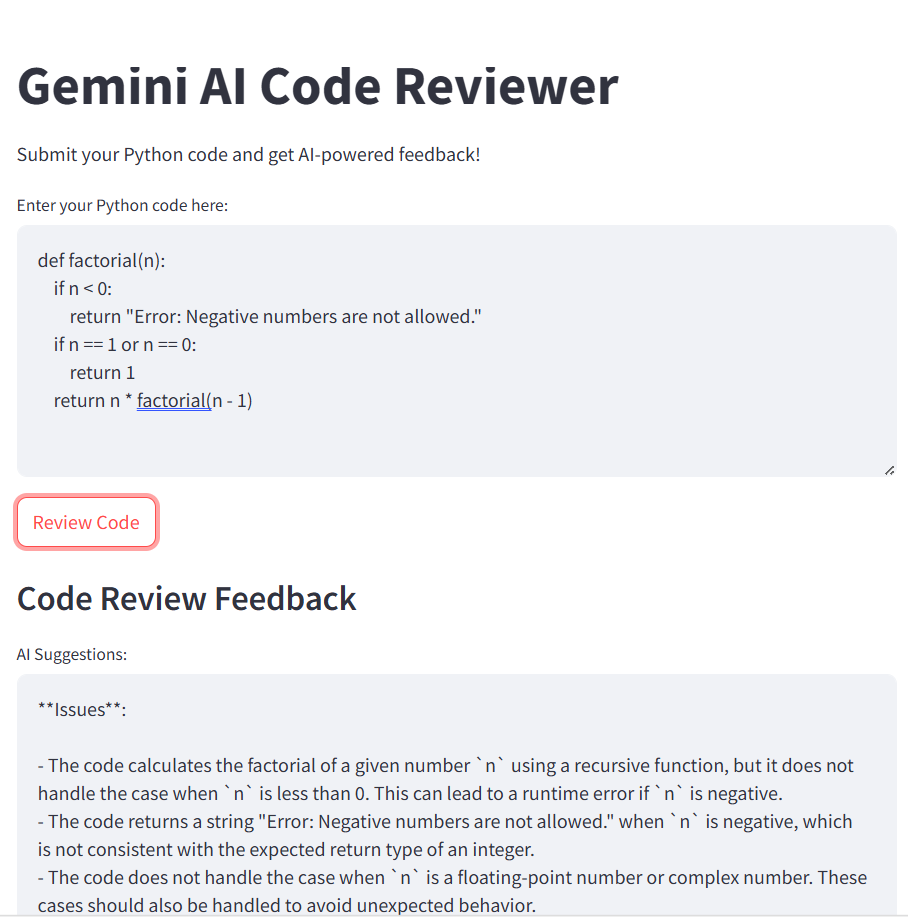 Gemini AI Code Reviewer
Submit your Python code and get AI-powered feedback!
Enter your Python code here:
def factorial(n):
    if n < 0:
        return "Error: Negative numbers are not allowed."
    if n == 1 or n == 0:
        return 1
    return n * factorial(n - 1)
Review Code
Code Review Feedback
AI Suggestions:
**Issues**:
- The code calculates the factorial of a given number `n` using a recursive function, but it does not
handle the case when `n` is less than 0. This can lead to a runtime error if `n` is negative.
- The code returns a string "Error: Negative numbers are not allowed." when `n` is negative, which
is not consistent with the expected return type of an integer.
- The code does not handle the case when `n` is a floating-point number or complex number. These
cases should also be handled to avoid unexpected behavior.